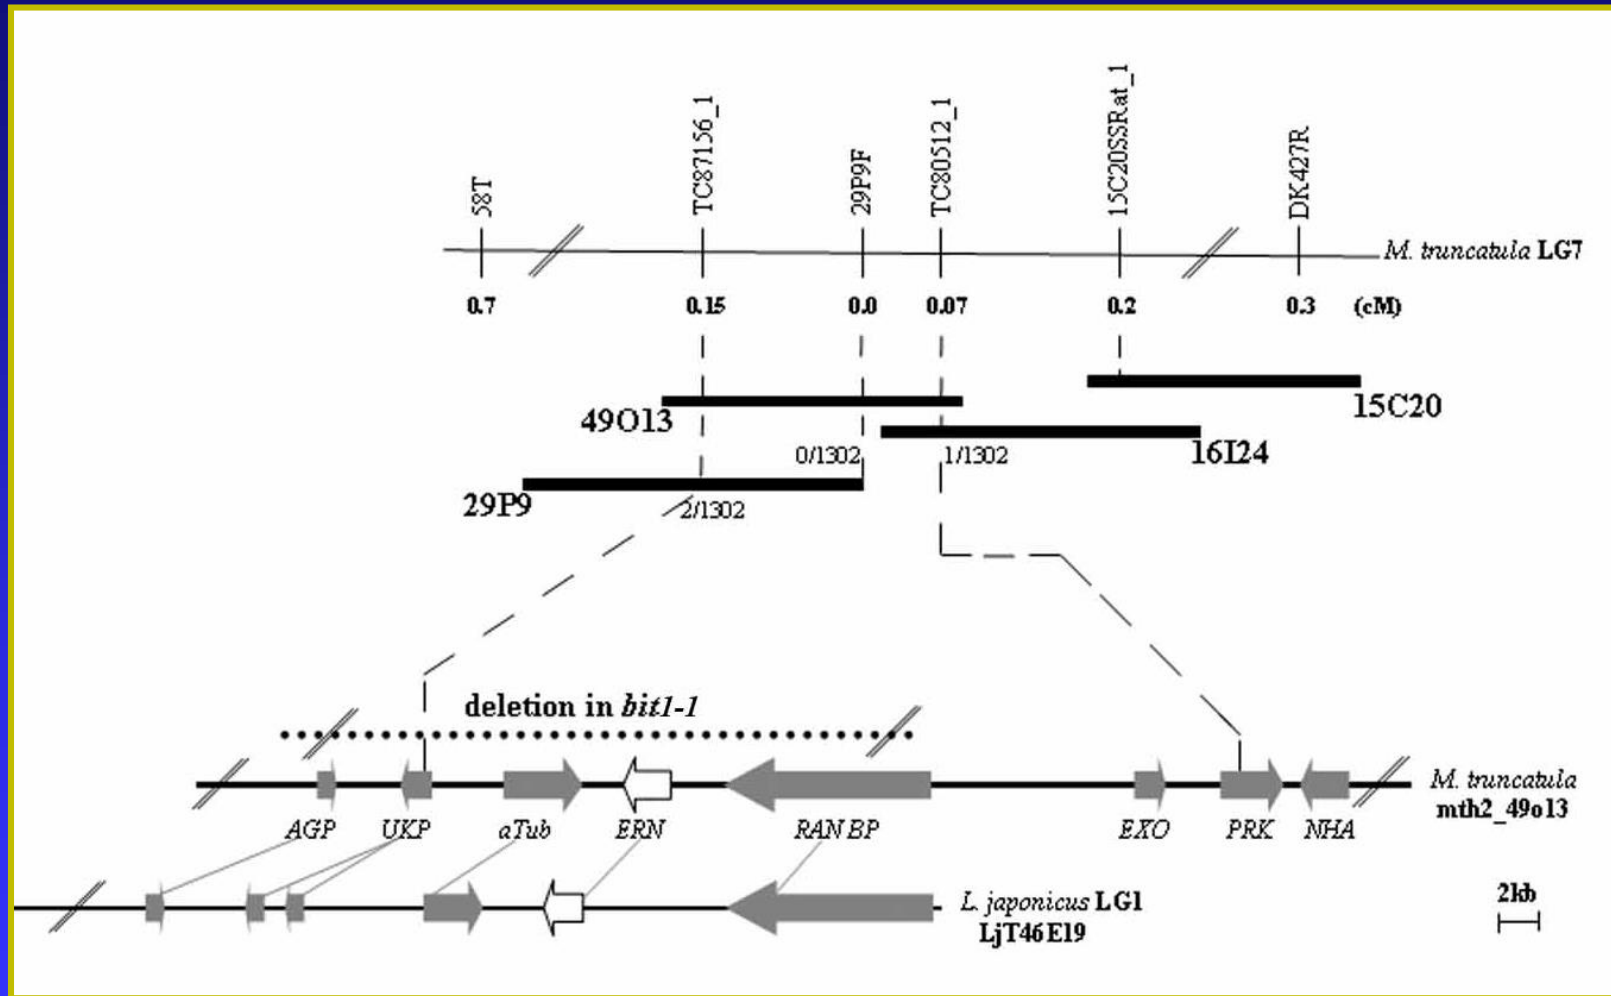 58T
TC87156_1
29P9F
TC80512_1
15C20SSRat_1
DK427R
M. truncatula LG7
0.7 0.15 0.0 0.07 0.2 0.3 (cM)
15C20
49O13
16I24
0/1302 1/1302
29P9
2/1302
deletion in bit1-1
M. truncatula
mth2_49o13
AGP UKP aTub ERN RAN BP EXO PRK NHA
L. japonicus LG1
LjT46E19
2kb